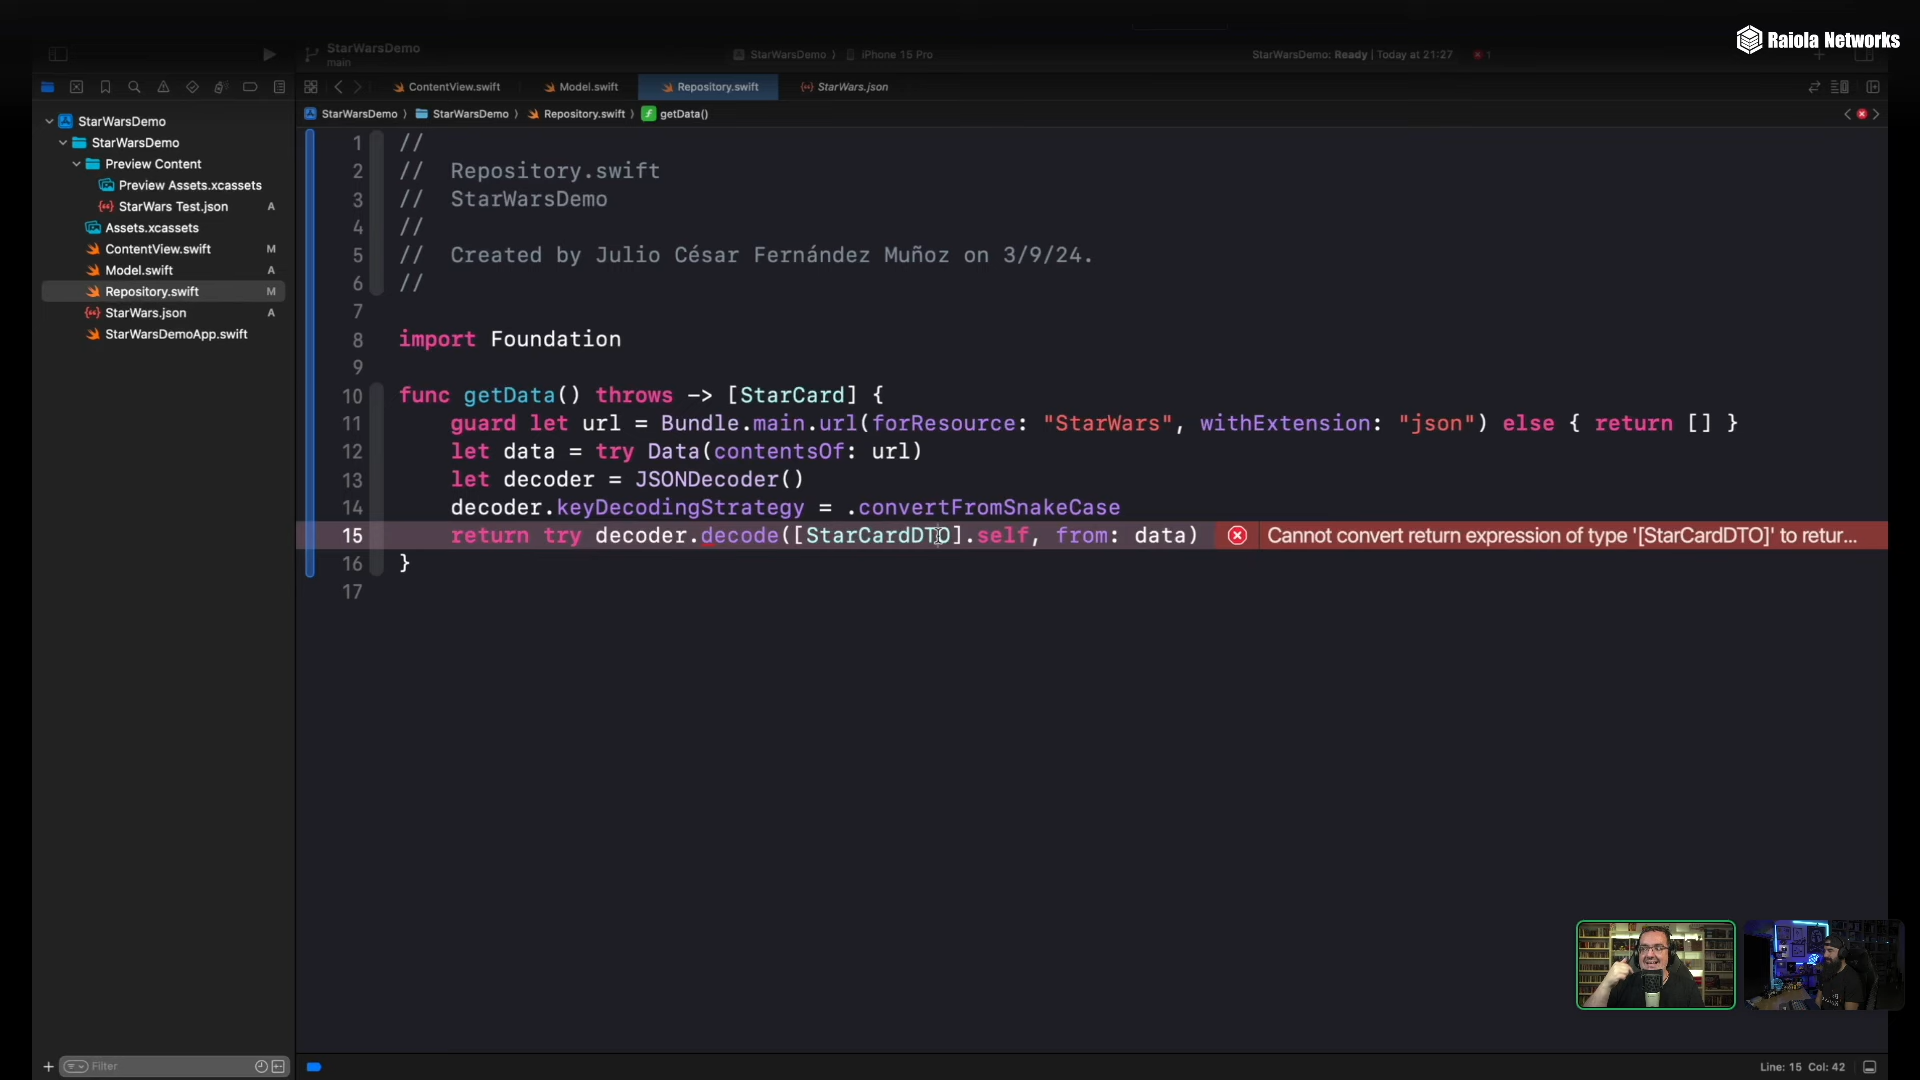 Raiola Networks
StarWarsDemo
main
StarWarsDemo
iPhone 15 Pro
StarWarsDemo: Ready | Today at 21:27
1
ContentView.swift
Model.swift
Repository.swift
StarWars.json
StarWarsDemo
StarWarsDemo
Repository.swift
getData()
StarWarsDemo
StarWarsDemo
Preview Content
Preview Assets.xcassets
StarWars Test.json A
Assets.xcassets
ContentView.swift M
Model.swift A
Repository.swift M
StarWars.json A
StarWarsDemoApp.swift
1 //
2 // Repository.swift
3 // StarWarsDemo
4 //
5 // Created by Julio César Fernández Muñoz on 3/9/24.
6 //
7
8 import Foundation
9
10 func getData() throws -> [StarCard] {
11 guard let url = Bundle.main.url(forResource: "StarWars", withExtension: "json") else { return [] }
12 let data = try Data(contentsOf: url)
13 let decoder = JSONDecoder()
14 decoder.keyDecodingStrategy = .convertFromSnakeCase
15 return try decoder.decode([StarCardDTO].self, from: data) Cannot convert return expression of type '[StarCardDTO]' to retur...
16 }
17
Filter
Line: 15 Col: 42